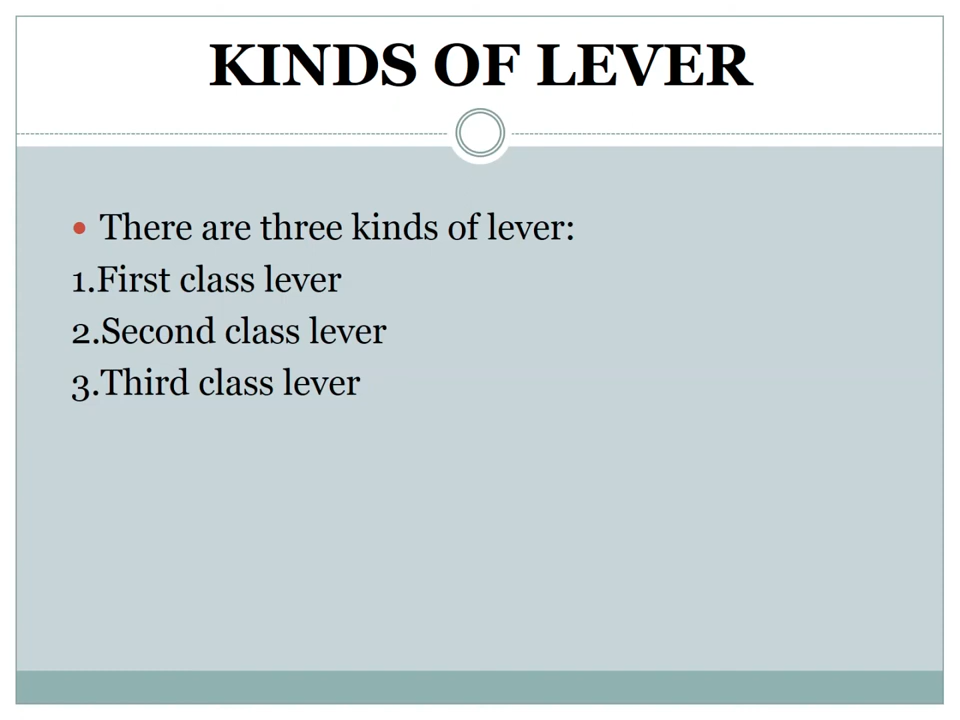 KINDS OF LEVER
• There are three kinds of lever:
1.First class lever
2.Second class lever
3.Third class lever